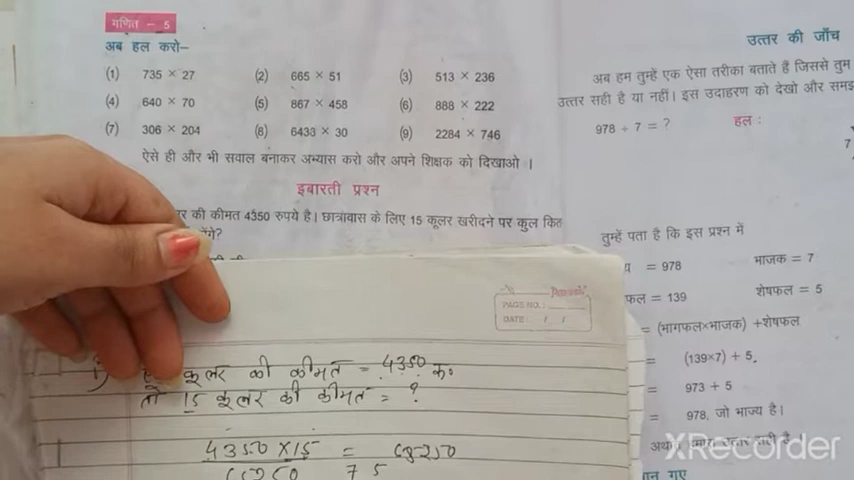 गणित – 5
अब हल करो–
(1) 735 × 27 (2) 665 × 51 (3) 513 × 236
(4) 640 × 70 (5) 867 × 458 (6) 888 × 222
(7) 306 × 204 (8) 6433 × 30 (9) 2284 × 746
ऐसे ही और भी सवाल बनाकर अभ्यास करो और अपने शिक्षक को दिखाओ ।
इबारती प्रश्न
की कीमत 4350 रुपये है। छात्रावास के लिए 15 कूलर खरीदने पर कुल
PAGE NO.:
DATE: / /
कूलर की कीमत = 4350 रु०
तो 15 कूलर की कीमत = ?
4350 × 15 =
75
उत्तर की जाँच
अब हम तुम्हें एक ऐसा तरीका बताते है जिससे तुम
उत्तर सही है या नहीं। इस उदाहरण को देखो और
978 ÷ 7 = ? हल :
7
तुम्हें पता है कि इस प्रश्न में
= 978 भाजक = 7
= 139 शेषफल = 5
= (भागफल×भाजक) +शेषफल
= (139×7) + 5
= 973 + 5
= 978, जो भाज्य है।
XRecorder
गए